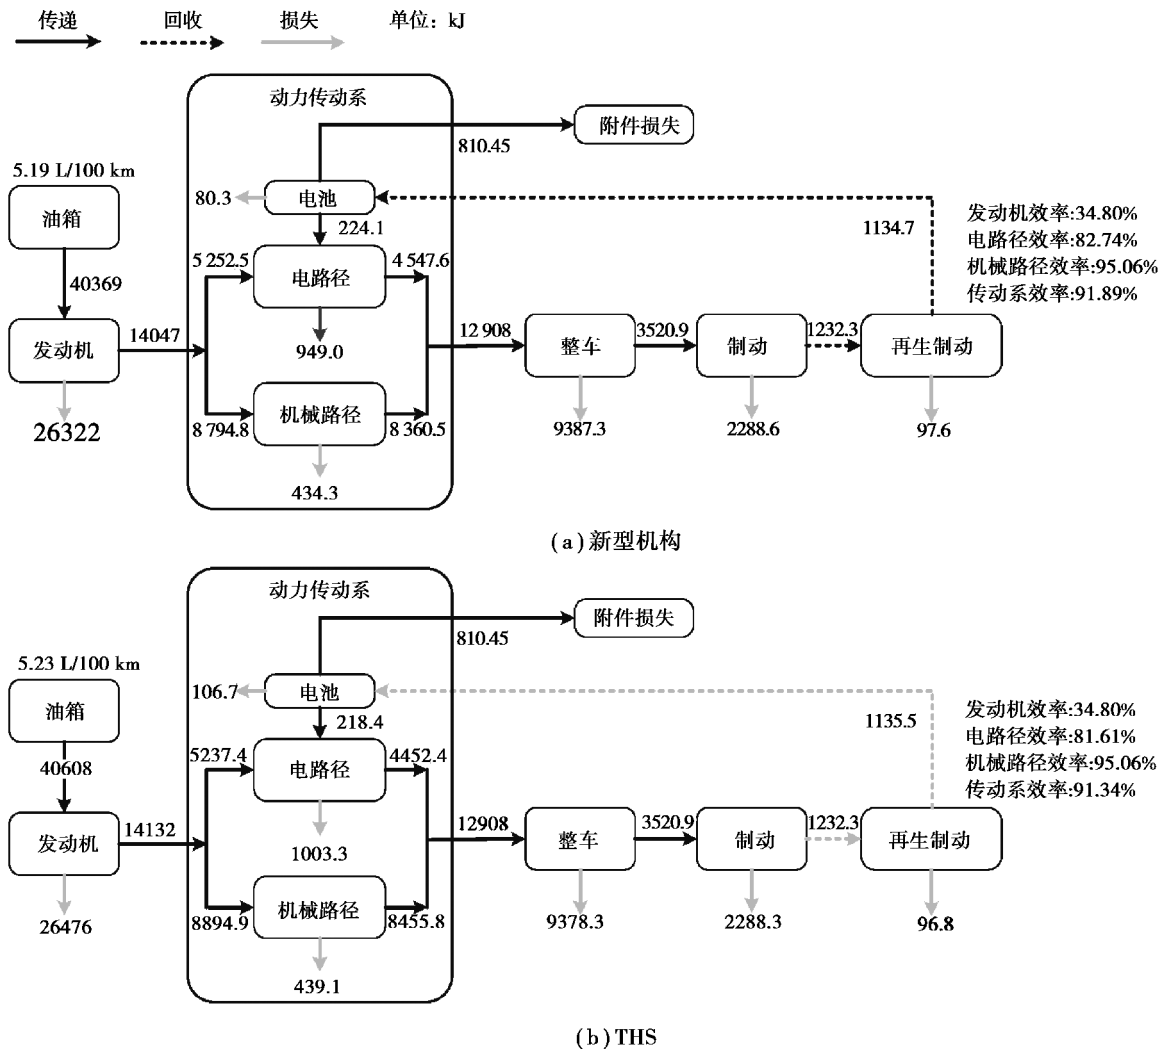 传递 回收 损失 单位：kJ
动力传动系
附件损失
810.45
5.19 L/100 km
油箱
40369
发动机
26322
14047
80.3
电池
224.1
5 252.5
电路径
4 547.6
949.0
机械路径
8 794.8
8 360.5
434.3
12 908
整车
9387.3
3520.9
制动
2288.6
1232.3
再生制动
97.6
1134.7
发动机效率:34.80%
电路径效率:82.74%
机械路径效率:95.06%
传动系效率:91.89%
(a)新型机构
动力传动系
附件损失
810.45
5.23 L/100 km
油箱
40608
发动机
26476
14132
106.7
电池
218.4
5237.4
电路径
4452.4
1003.3
机械路径
8894.9
8455.8
439.1
12908
整车
9378.3
3520.9
制动
2288.3
1232.3
再生制动
96.8
1135.5
发动机效率:34.80%
电路径效率:81.61%
机械路径效率:95.06%
传动系效率:91.34%
(b)THS